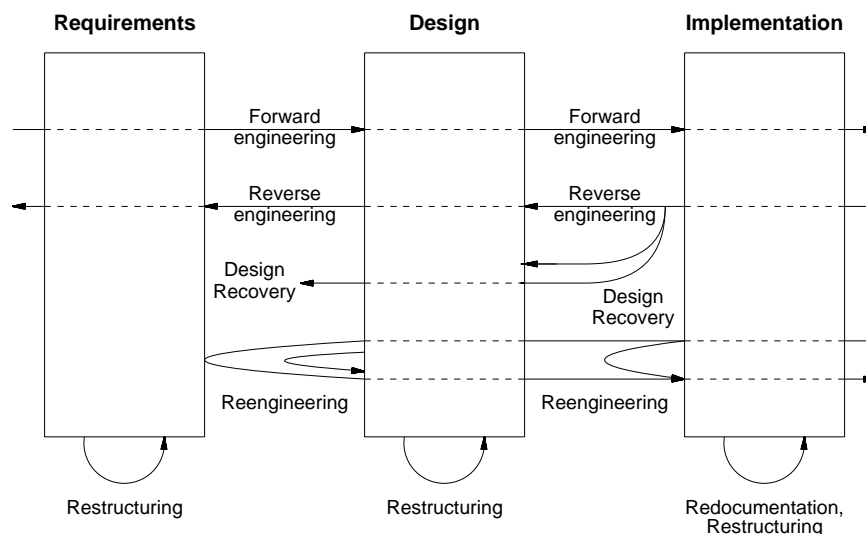 Requirements
Design
Implementation
Forward
engineering
Forward
engineering
Reverse
engineering
Reverse
engineering
Design
Recovery
Design
Recovery
Reengineering
Reengineering
Restructuring
Restructuring
Redocumentation,
Restructuring